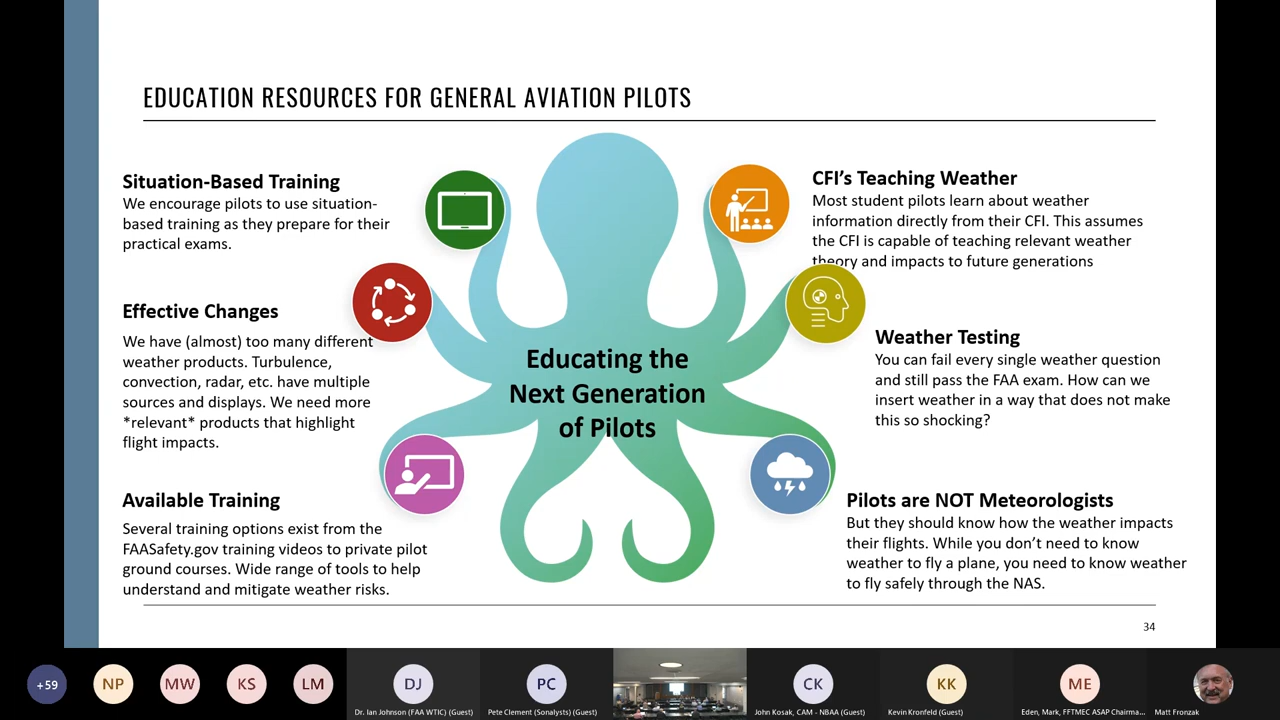 EDUCATION RESOURCES FOR GENERAL AVIATION PILOTS
Situation-Based Training
We encourage pilots to use situation-
based training as they prepare for their
practical exams.
Effective Changes
We have (almost) too many different
weather products. Turbulence,
convection, radar, etc. have multiple
sources and displays. We need more
*relevant* products that highlight
flight impacts.
Available Training
Several training options exist from the
FAASafety.gov training videos to private pilot
ground courses. Wide range of tools to help
understand and mitigate weather risks.
Educating the
Next Generation
of Pilots
CFI’s Teaching Weather
Most student pilots learn about weather
information directly from their CFI. This assumes
the CFI is capable of teaching relevant weather
theory and impacts to future generations
Weather Testing
You can fail every single weather question
and still pass the FAA exam. How can we
insert weather in a way that does not make
this so shocking?
Pilots are NOT Meteorologists
But they should know how the weather impacts
their flights. While you don’t need to know
weather to fly a plane, you need to know weather
to fly safely through the NAS.
34
+59
NP
MW
KS
LM
DJ
Dr. Ian Johnson (FAA WTIC) (Guest)
PC
Pete Clement (Sonalysts) (Guest)
CK
John Kosak, CAM - NBAA (Guest)
KK
Kevin Kronfeld (Guest)
ME
Eden, Mark, FFTMEC ASAP Chairma...
Matt Fronzak